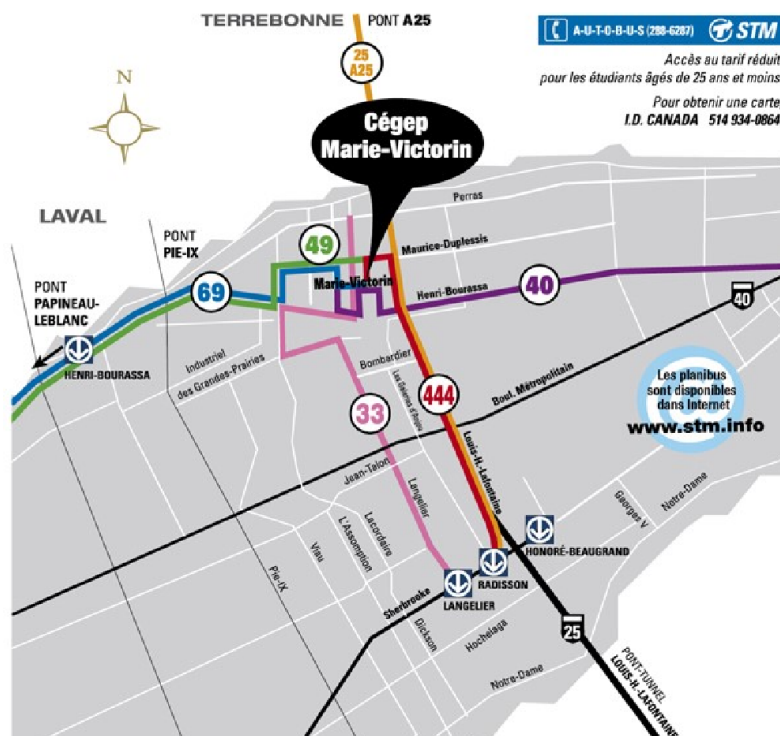 TERREBONNE
PONT A25
A-U-T-O-B-U-S (288-6287)
STM
25
A25
Accès au tarif réduit
pour les étudiants âgés de 25 ans et moins
Pour obtenir une carte
I.D. CANADA 514 934-0864
N
Cégep
Marie-Victorin
LAVAL
Perras
PONT
PIE-IX
49
Maurice-Duplessis
Marie-Victorin
Henri-Bourassa
40
69
PONT
PAPINEAU-
LEBLANC
40
HENRI-BOURASSA
Industriel
des Grandes-Prairies
Bombardier
Les Galeries d'Anjou
Boul. Métropolitain
Les planibus
sont disponibles
dans Internet
www.stm.info
33
444
Louis-H.-Lafontaine
Jean-Talon
Langelier
Lacordaire
L'Assomption
Viau
Pie-IX
Georges V
Notre-Dame
HONORÉ-BEAUGRAND
RADISSON
LANGELIER
Sherbrooke
Dickson
Hochelaga
Notre-Dame
25
PONT-TUNNEL
LOUIS-H.-LAFONTAINE